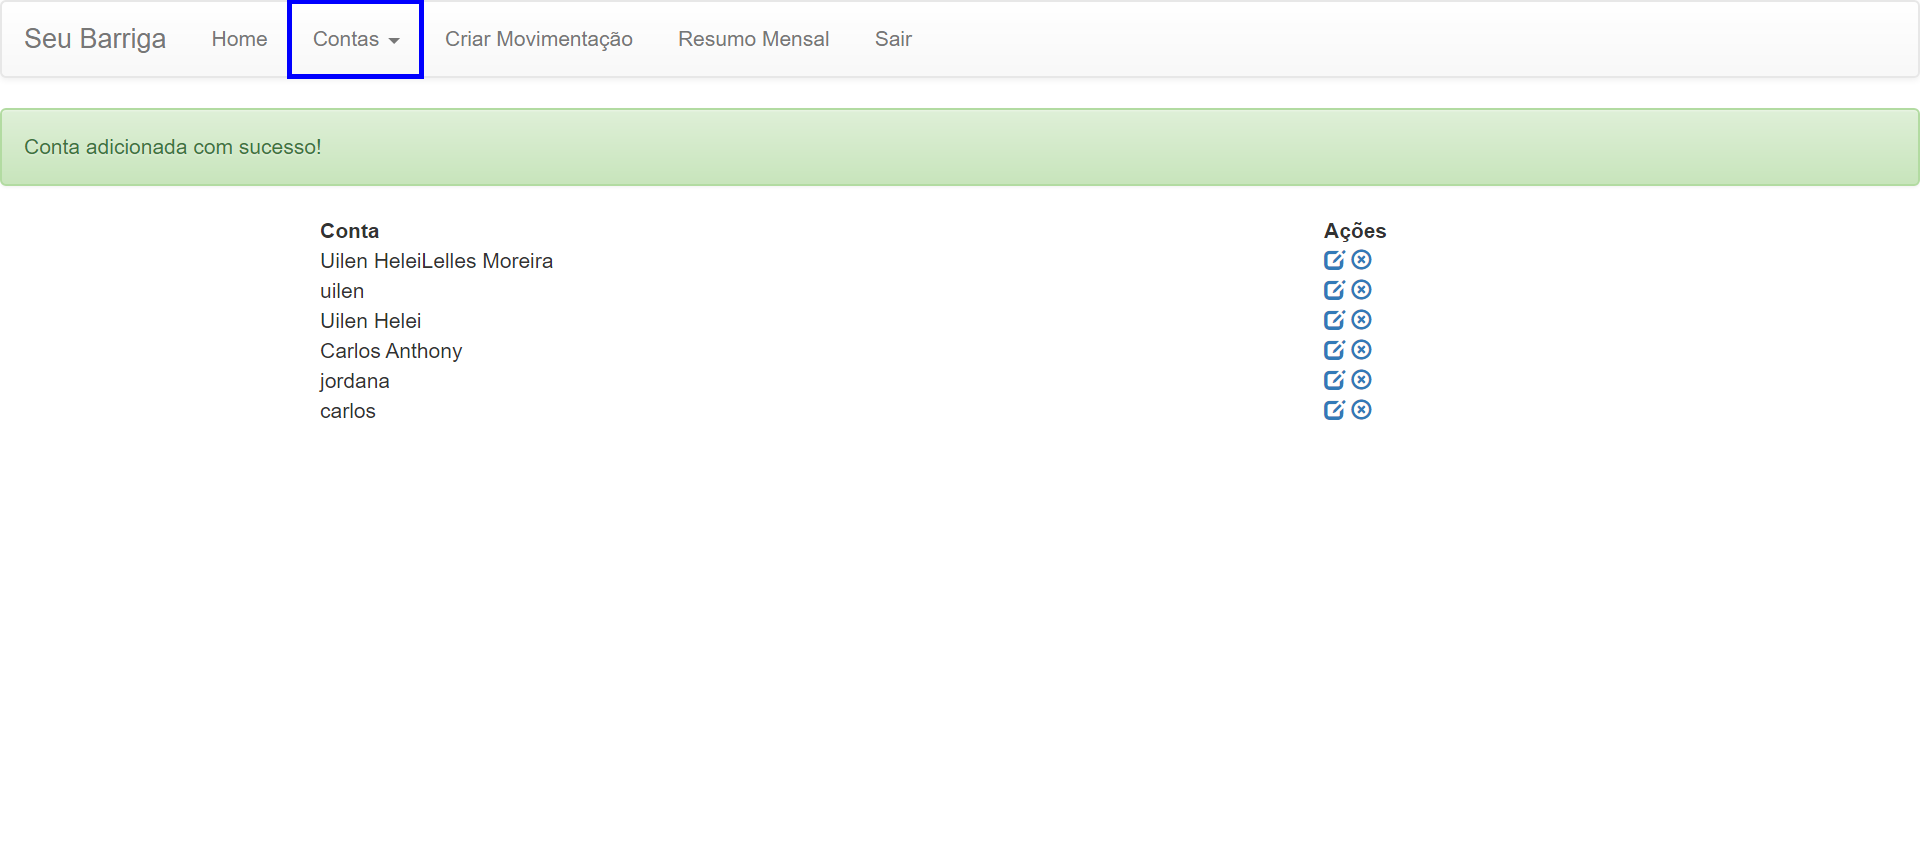 Seu Barriga Home Contas Criar Movimentação Resumo Mensal Sair
Conta adicionada com sucesso!
Conta Ações
Uilen HeleiLelles Moreira
uilen
Uilen Helei
Carlos Anthony
jordana
carlos